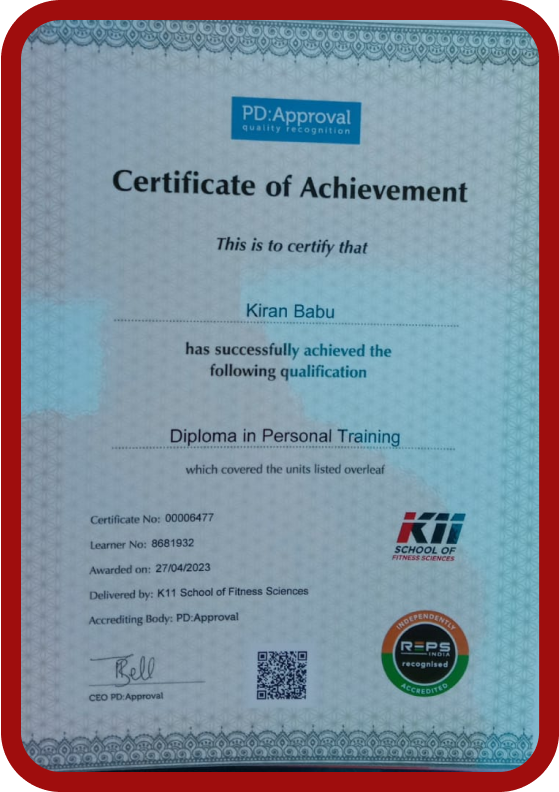 PD:Approval
quality recognition
Certificate of Achievement
This is to certify that
Kiran Babu
has successfully achieved the
following qualification
Diploma in Personal Training
which covered the units listed overleaf
Certificate No: 00006477
Learner No: 8681932
Awarded on: 27/04/2023
Delivered by: K11 School of Fitness Sciences
Accrediting Body: PD:Approval
K11
SCHOOL OF
FITNESS SCIENCES
INDEPENDENTLY
REPS
INDIA
recognised
ACCREDITED
CEO PD:Approval